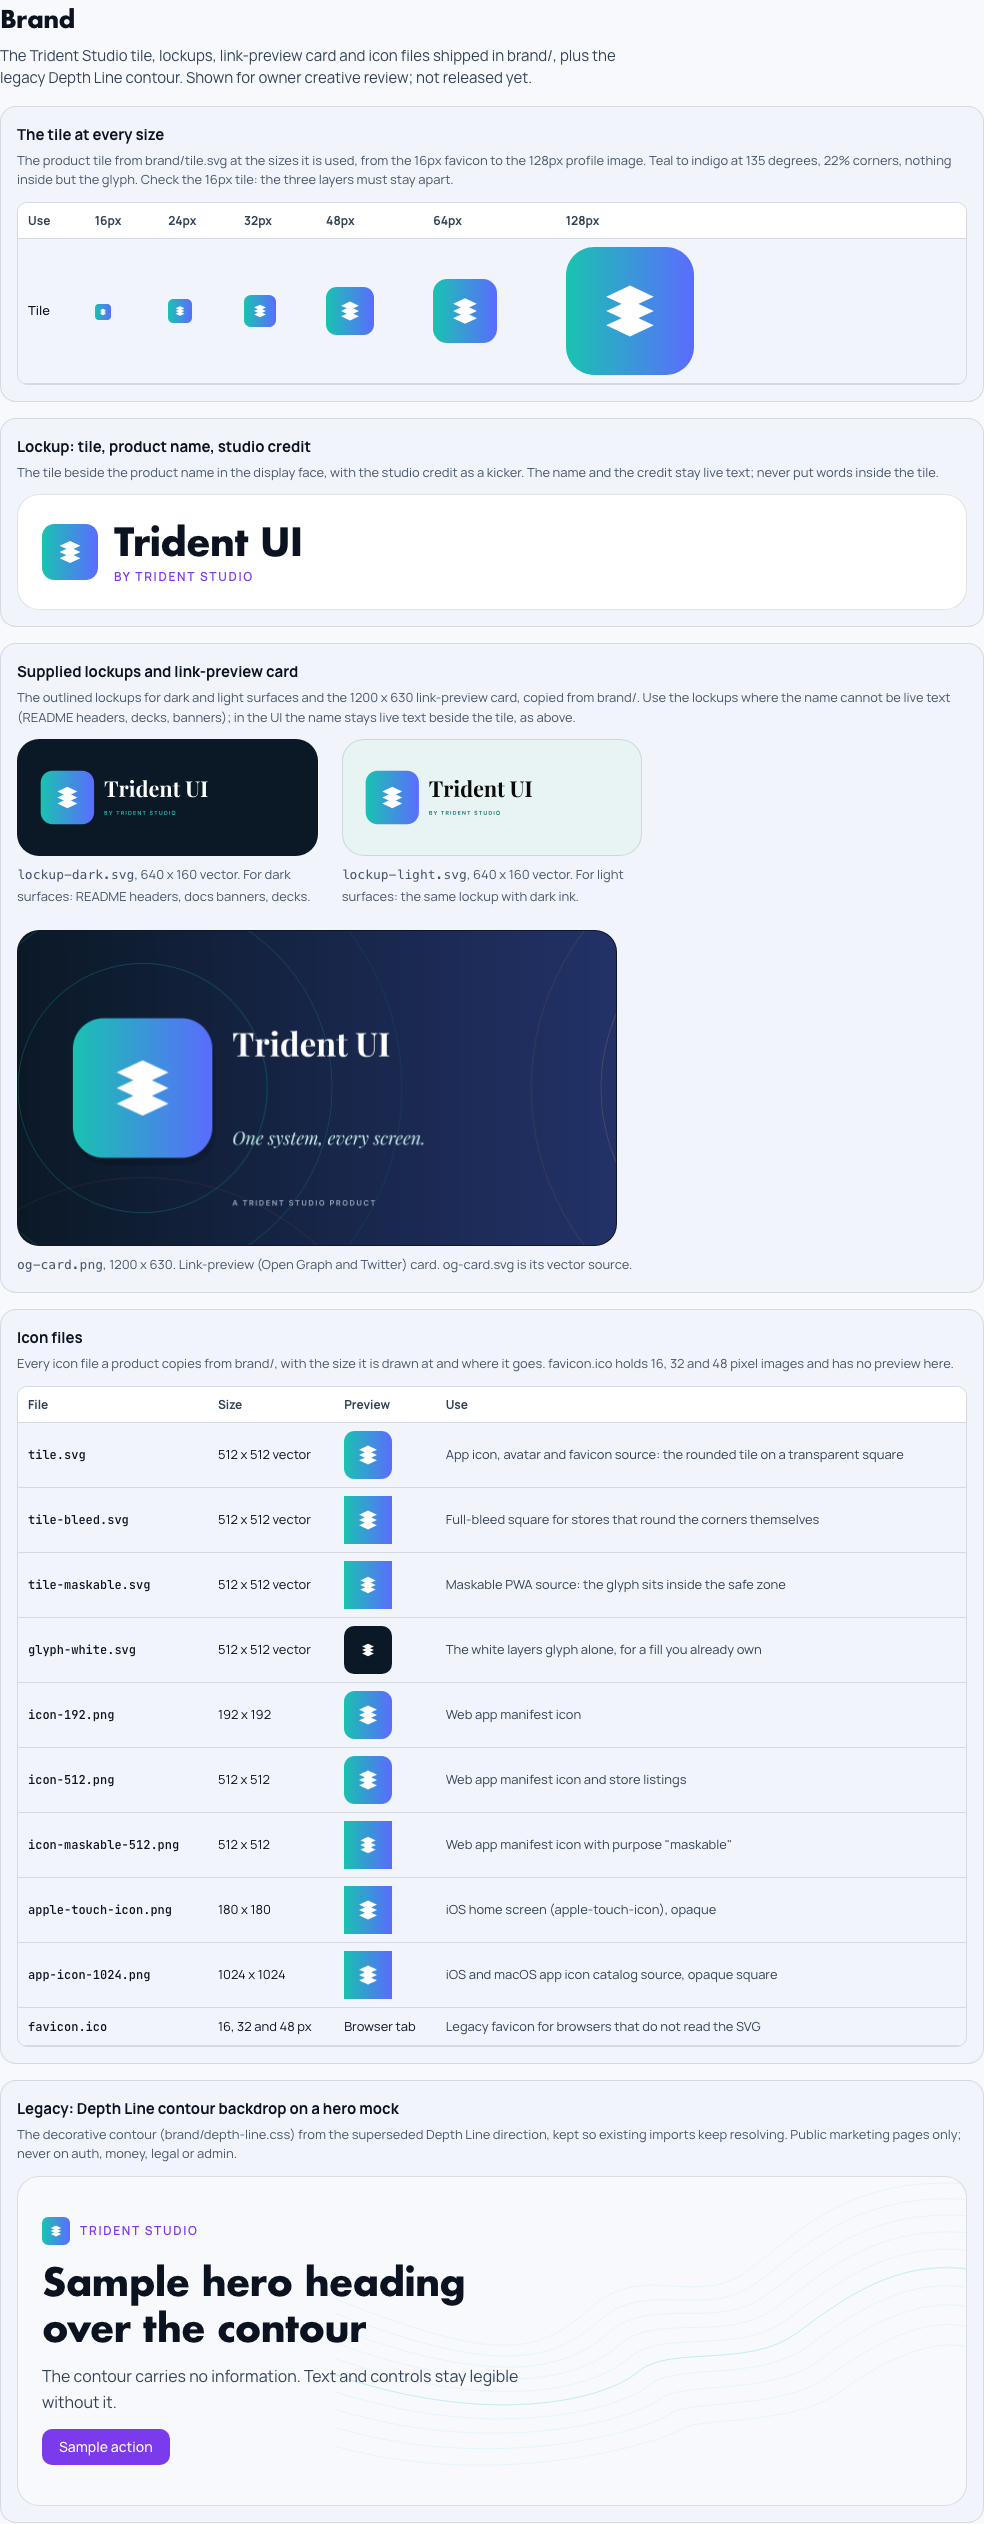 Brand
The Trident Studio tile, lockups, link-preview card and icon files shipped in brand/, plus the
legacy Depth Line contour. Shown for owner creative review; not released yet.
The tile at every size
The product tile from brand/tile.svg at the sizes it is used, from the 16px favicon to the 128px profile image. Teal to indigo at 135 degrees, 22% corners, nothing
inside but the glyph. Check the 16px tile: the three layers must stay apart.
Use 16px 24px 32px 48px 64px 128px
Tile
Lockup: tile, product name, studio credit
The tile beside the product name in the display face, with the studio credit as a kicker. The name and the credit stay live text; never put words inside the tile.
Trident UI
BY TRIDENT STUDIO
Supplied lockups and link-preview card
The outlined lockups for dark and light surfaces and the 1200 x 630 link-preview card, copied from brand/. Use the lockups where the name cannot be live text
(README headers, decks, banners); in the UI the name stays live text beside the tile, as above.
Trident UI
BY TRIDENT STUDIO
Trident UI
BY TRIDENT STUDIO
lockup-dark.svg, 640 x 160 vector. For dark
surfaces: README headers, docs banners, decks.
lockup-light.svg, 640 x 160 vector. For light
surfaces: the same lockup with dark ink.
Trident UI
One system, every screen.
A TRIDENT STUDIO PRODUCT
og-card.png, 1200 x 630. Link-preview (Open Graph and Twitter) card. og-card.svg is its vector source.
Icon files
Every icon file a product copies from brand/, with the size it is drawn at and where it goes. favicon.ico holds 16, 32 and 48 pixel images and has no preview here.
File Size Preview Use
tile.svg 512 x 512 vector App icon, avatar and favicon source: the rounded tile on a transparent square
tile-bleed.svg 512 x 512 vector Full-bleed square for stores that round the corners themselves
tile-maskable.svg 512 x 512 vector Maskable PWA source: the glyph sits inside the safe zone
glyph-white.svg 512 x 512 vector The white layers glyph alone, for a fill you already own
icon-192.png 192 x 192 Web app manifest icon
icon-512.png 512 x 512 Web app manifest icon and store listings
icon-maskable-512.png 512 x 512 Web app manifest icon with purpose "maskable"
apple-touch-icon.png 180 x 180 iOS home screen (apple-touch-icon), opaque
app-icon-1024.png 1024 x 1024 iOS and macOS app icon catalog source, opaque square
favicon.ico 16, 32 and 48 px Browser tab Legacy favicon for browsers that do not read the SVG
Legacy: Depth Line contour backdrop on a hero mock
The decorative contour (brand/depth-line.css) from the superseded Depth Line direction, kept so existing imports keep resolving. Public marketing pages only;
never on auth, money, legal or admin.
TRIDENT STUDIO
Sample hero heading
over the contour
The contour carries no information. Text and controls stay legible
without it.
Sample action